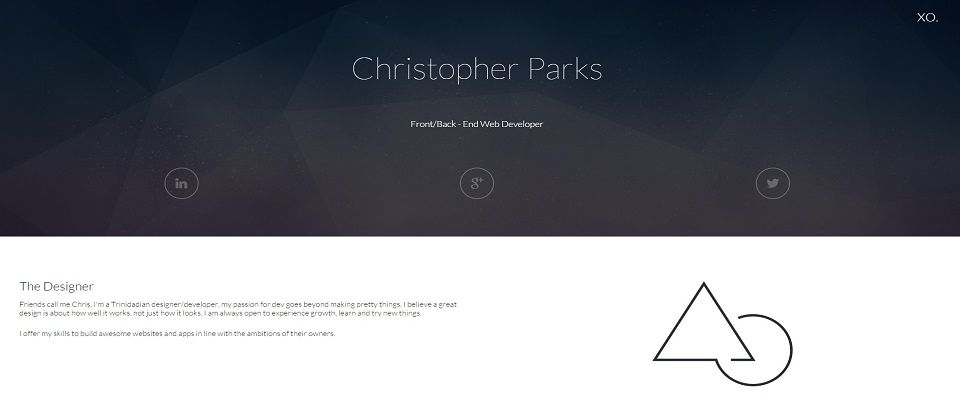 XO.
Christopher Parks
Front/Back - End Web Developer
in
g+
The Designer
Friends call me Chris. I'm a Trinidadian designer/developer, my passion for dev goes beyond making pretty things. I believe a great
design is about how well it works, not just how it looks. I am always open to experience growth, learn and try new things.
I offer my skills to build awesome websites and apps in line with the ambitions of their owners.